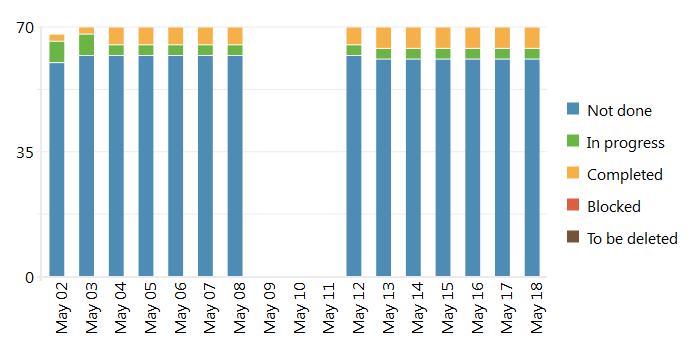 70
35
0
May 02
May 03
May 04
May 05
May 06
May 07
May 08
May 09
May 10
May 11
May 12
May 13
May 14
May 15
May 16
May 17
May 18
Not done
In progress
Completed
Blocked
To be deleted